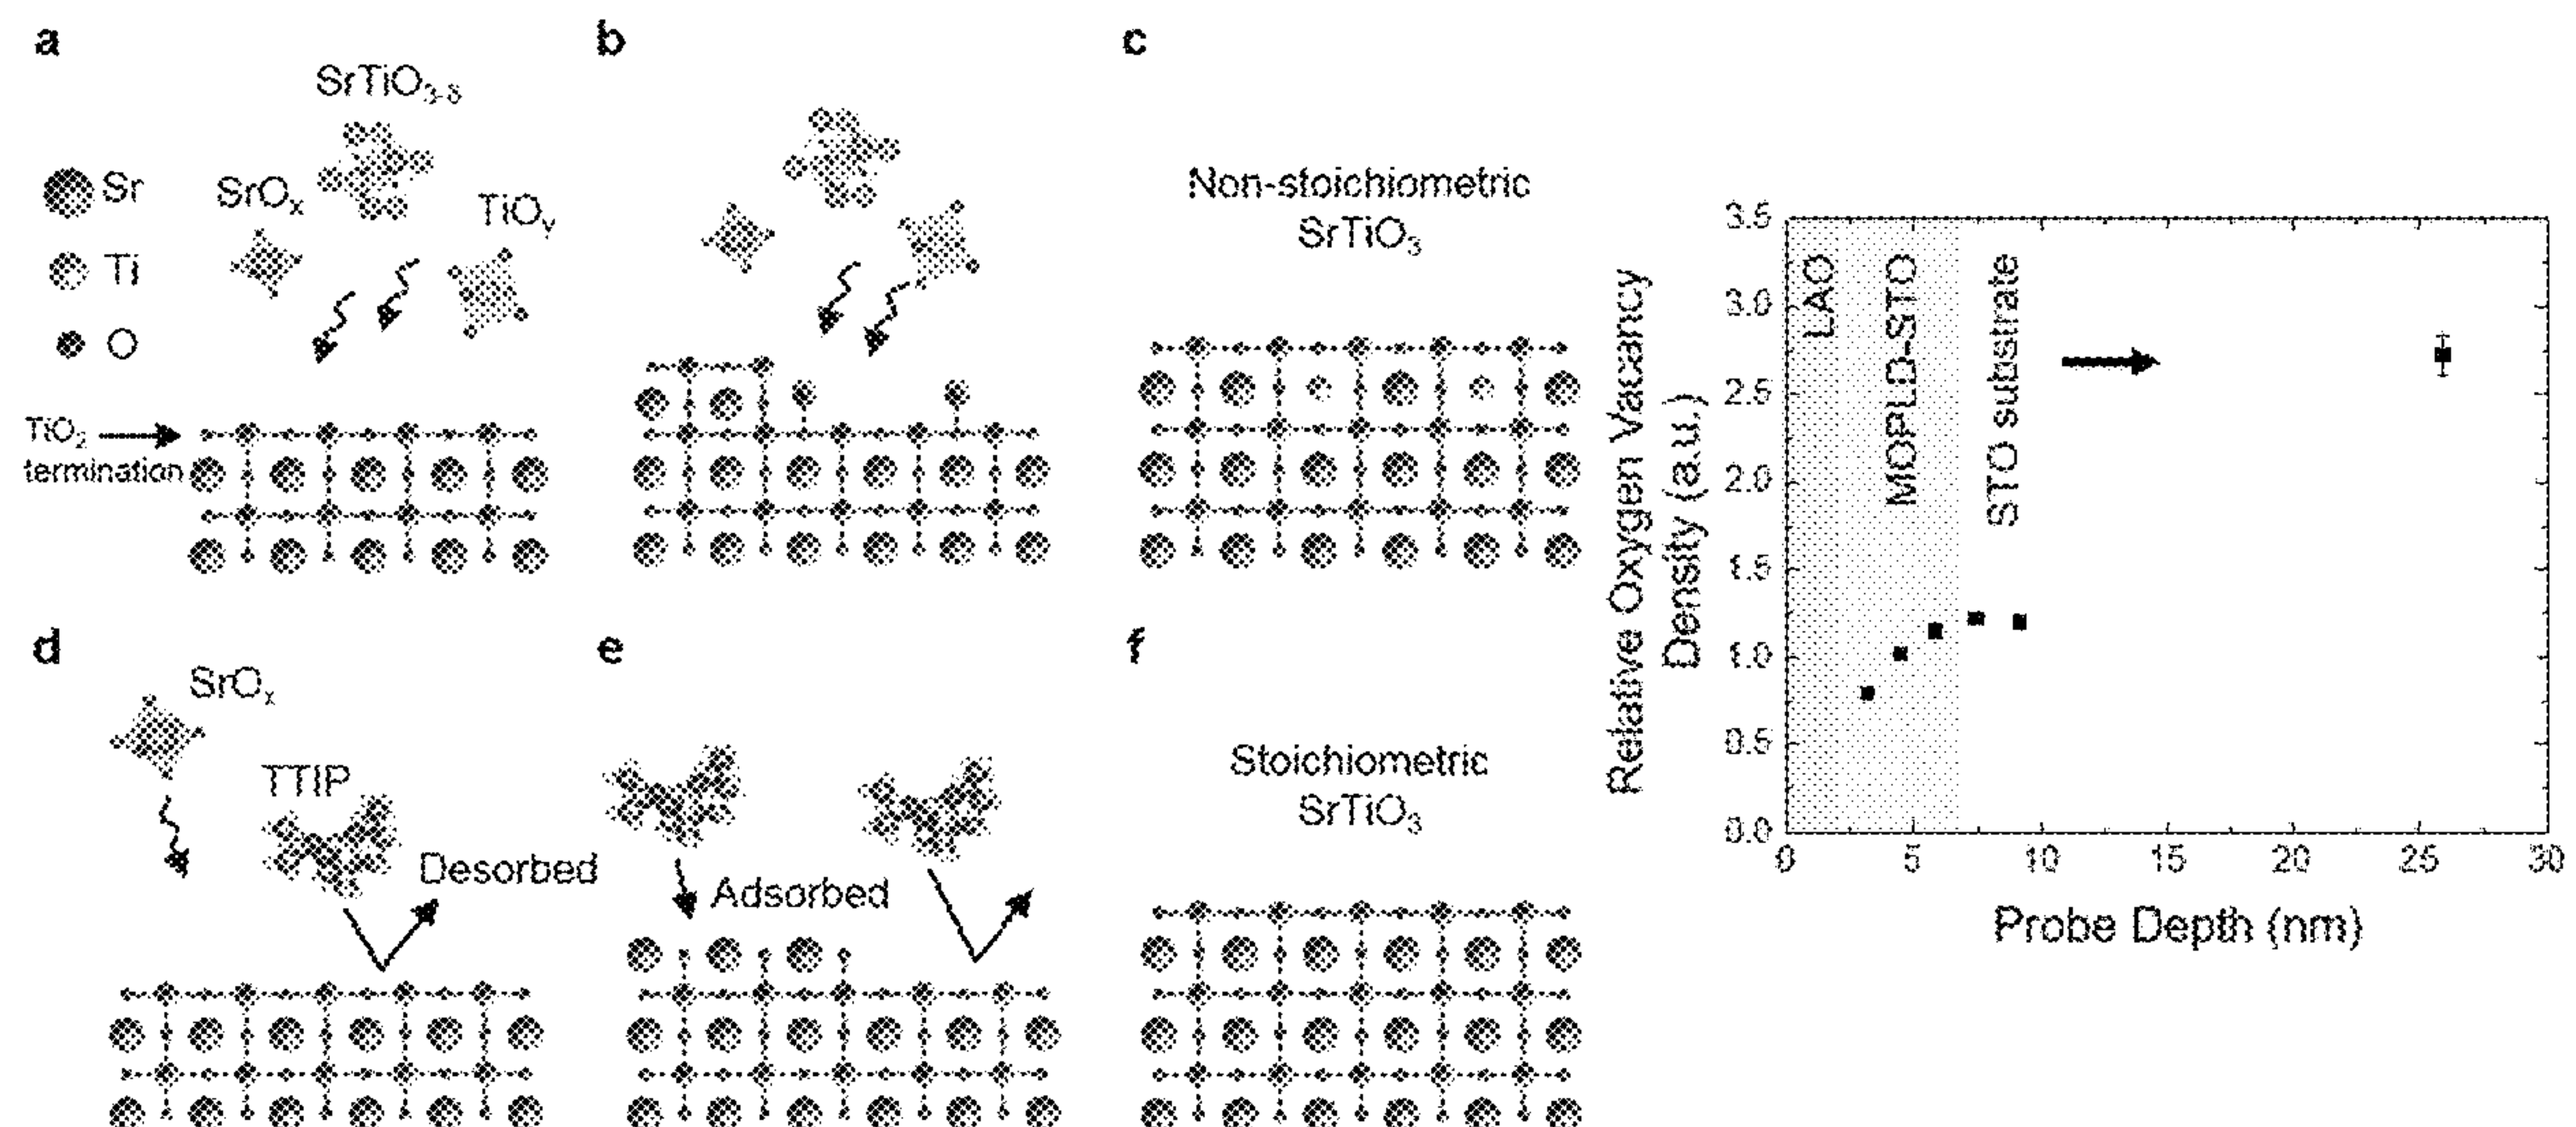 a
SrTiO3-δ
Sr
SrOx
TiOy
Ti
O
TiO2
termination
b
c
Non-stoichiometric
SrTiO3
d
SrOx
TTIP
Desorbed
e
Adsorbed
f
Stoichiometric
SrTiO3
Relative Oxygen Vacancy
Density (a.u.)
3.5
3.0
2.5
2.0
1.5
1.0
0.5
0.0
LAO
MOPLD-STO
STO substrate
0 5 10 15 20 25 30
Probe Depth (nm)